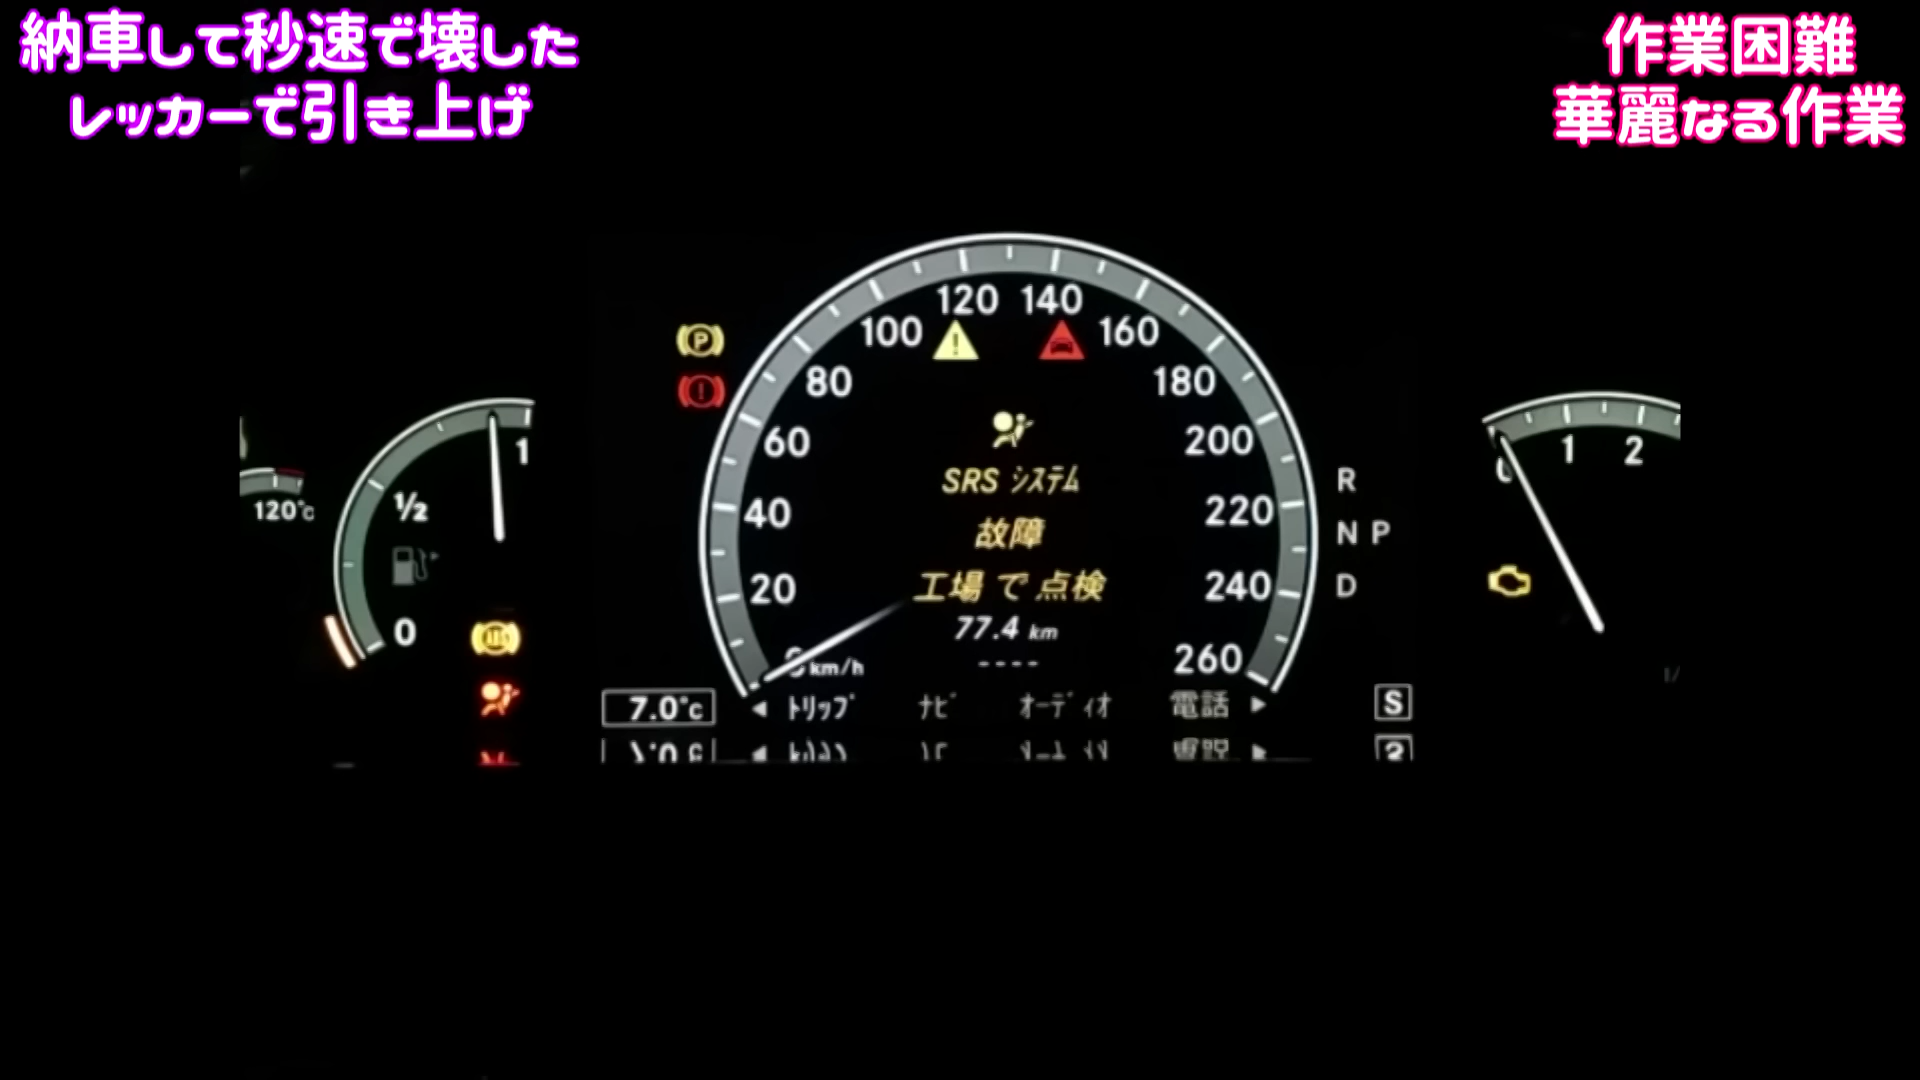 納車して秒速で壊した
レッカーで引き上げ
作業困難
華麗なる作業
120 140
100 160
80 180
60 200
40 220
20 240
km/h 260
SRS システム
故障
工場 で 点検
77.4 km
----
120°C
1
1/2
0
P
!
7.0°C
◀ トリップ ナビ オーディオ 電話 ▶
R
N P
D
S
1 2